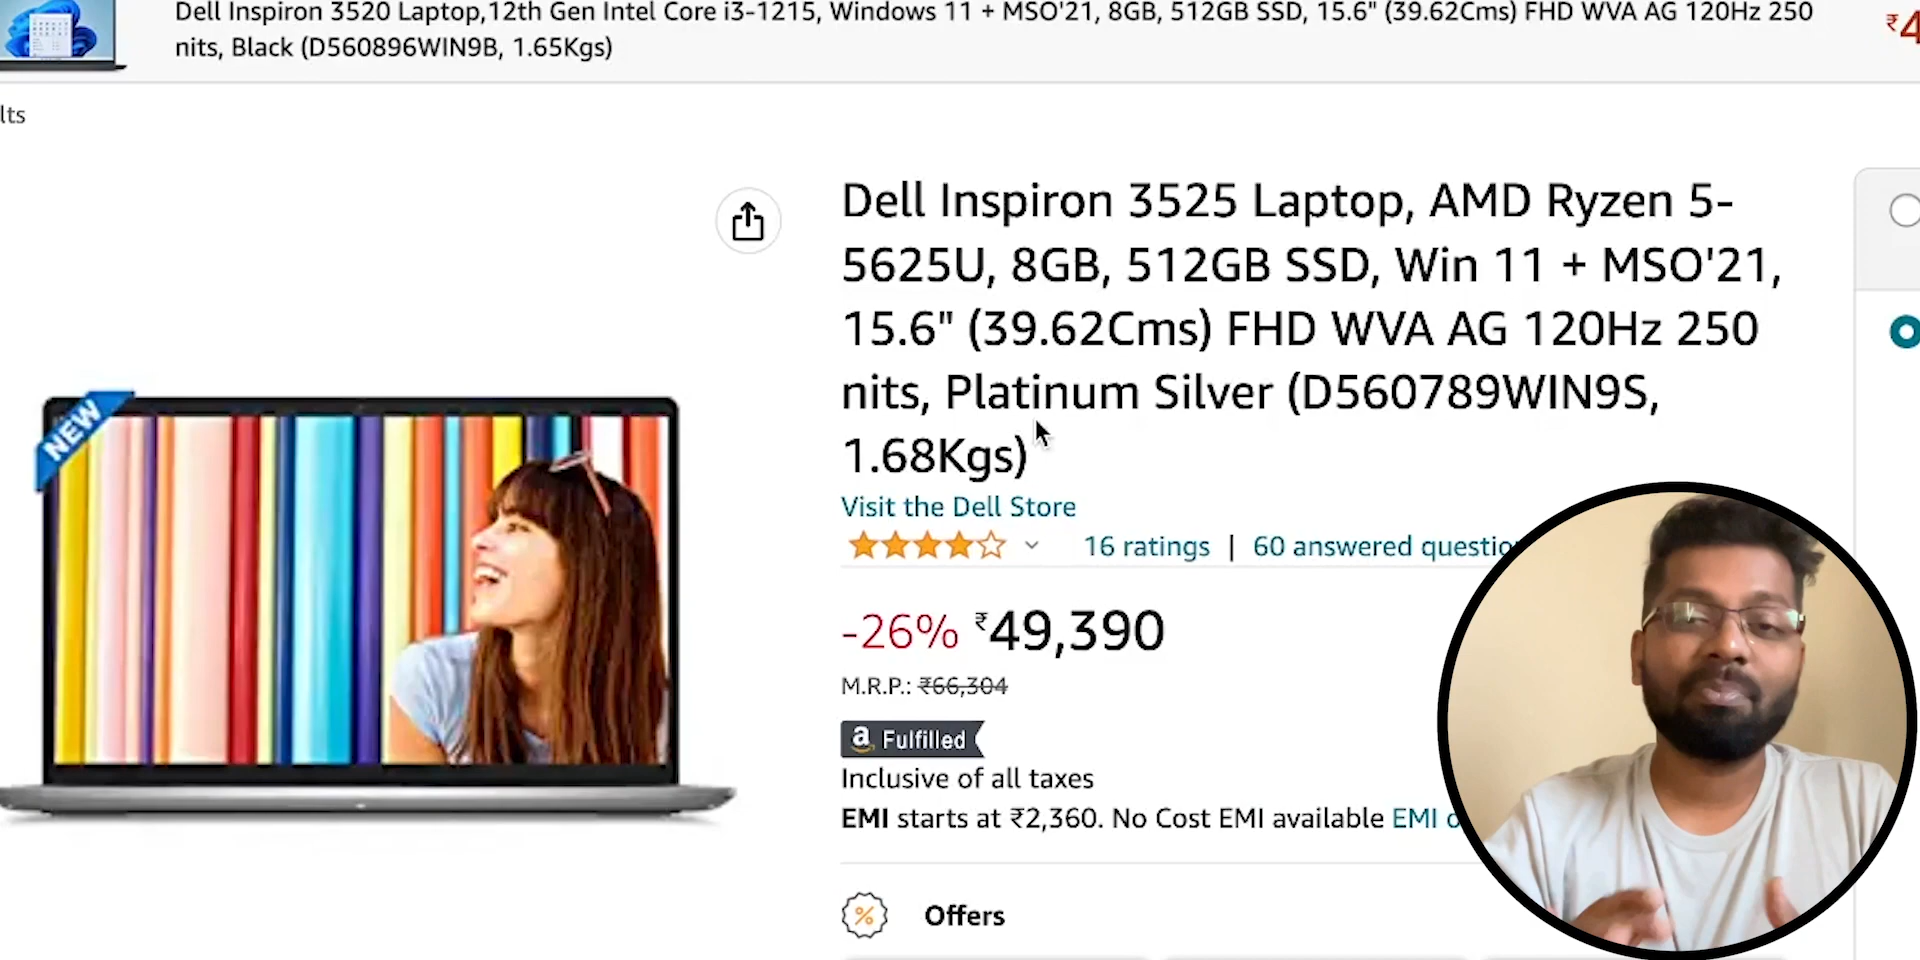 Dell Inspiron 3520 Laptop,12th Gen Intel Core i3-1215, Windows 11 + MSO'21, 8GB, 512GB SSD, 15.6" (39.62Cms) FHD WVA AG 120Hz 250
nits, Black (D560896WIN9B, 1.65Kgs)
₹4
lts
Dell Inspiron 3525 Laptop, AMD Ryzen 5-
5625U, 8GB, 512GB SSD, Win 11 + MSO'21,
15.6" (39.62Cms) FHD WVA AG 120Hz 250
nits, Platinum Silver (D560789WIN9S,
1.68Kgs)
NEW
Visit the Dell Store
16 ratings | 60 answered questio
-26% ₹49,390
M.R.P.: ₹66,304
a Fulfilled
Inclusive of all taxes
EMI starts at ₹2,360. No Cost EMI available EMI o
% Offers